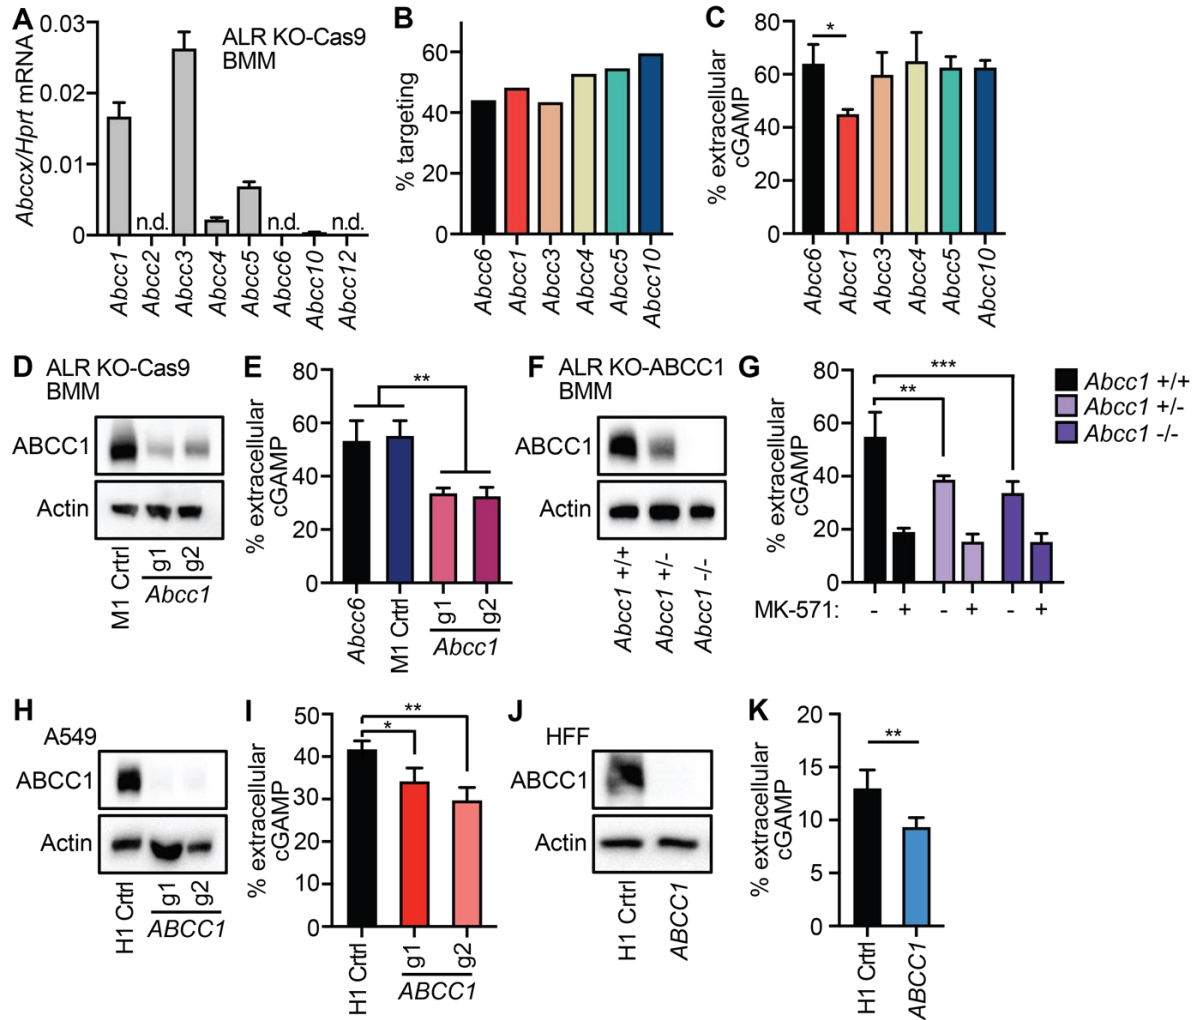 A
ALR KO-Cas9
BMM
Abccx/Hprt mRNA
0.03
0.02
0.01
0
n.d.
n.d.
n.d.
Abcc1
Abcc2
Abcc3
Abcc4
Abcc5
Abcc6
Abcc10
Abcc12
B
% targeting
60
40
20
0
Abcc6
Abcc1
Abcc3
Abcc4
Abcc5
Abcc10
C
% extracellular
cGAMP
80
60
40
20
0
*
Abcc6
Abcc1
Abcc3
Abcc4
Abcc5
Abcc10
D
ALR KO-Cas9
BMM
ABCC1
Actin
M1 Crtrl
g1
g2
Abcc1
E
% extracellular
cGAMP
80
60
40
20
0
**
Abcc6
M1 Crtrl
g1
g2
Abcc1
F
ALR KO-ABCC1
BMM
ABCC1
Actin
Abcc1 +/+
Abcc1 +/-
Abcc1 -/-
G
% extracellular
cGAMP
80
60
40
20
0
***
**
MK-571: - + - + - +
Abcc1 +/+
Abcc1 +/-
Abcc1 -/-
H
A549
ABCC1
Actin
H1 Crtrl
g1
g2
ABCC1
I
% extracellular
cGAMP
50
40
30
20
10
0
**
*
H1 Crtrl
g1
g2
ABCC1
J
HFF
ABCC1
Actin
H1 Crtrl
ABCC1
K
% extracellular
cGAMP
20
15
10
5
0
**
H1 Crtrl
ABCC1